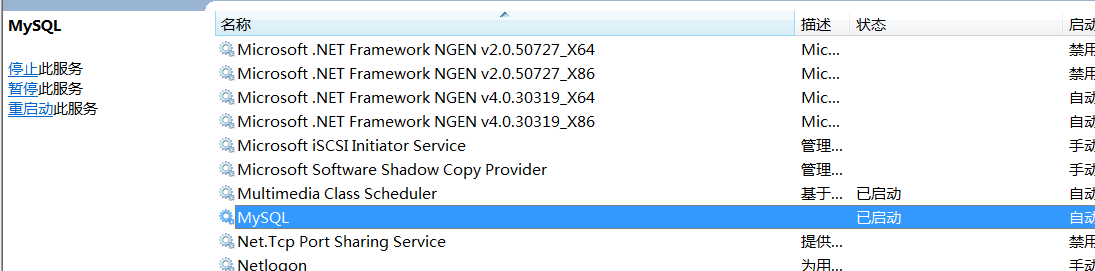 MySQL
停止此服务
暂停此服务
重启动此服务
名称 描述 状态 启动
Microsoft .NET Framework NGEN v2.0.50727_X64 Mic... 禁用
Microsoft .NET Framework NGEN v2.0.50727_X86 Mic... 禁用
Microsoft .NET Framework NGEN v4.0.30319_X64 Mic... 自动
Microsoft .NET Framework NGEN v4.0.30319_X86 Mic... 自动
Microsoft iSCSI Initiator Service 管理... 手动
Microsoft Software Shadow Copy Provider 管理... 手动
Multimedia Class Scheduler 基于... 已启动 自动
MySQL 已启动 自动
Net.Tcp Port Sharing Service 提供... 禁用
Netlogon 为用... 手动